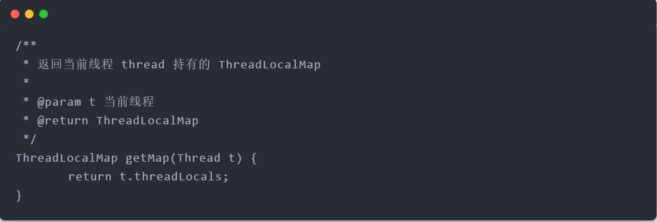 /**
 * 返回当前线程 thread 持有的 ThreadLocalMap
 *
 * @param t 当前线程
 * @return ThreadLocalMap
 */
ThreadLocalMap getMap(Thread t) {
       return t.threadLocals;
}